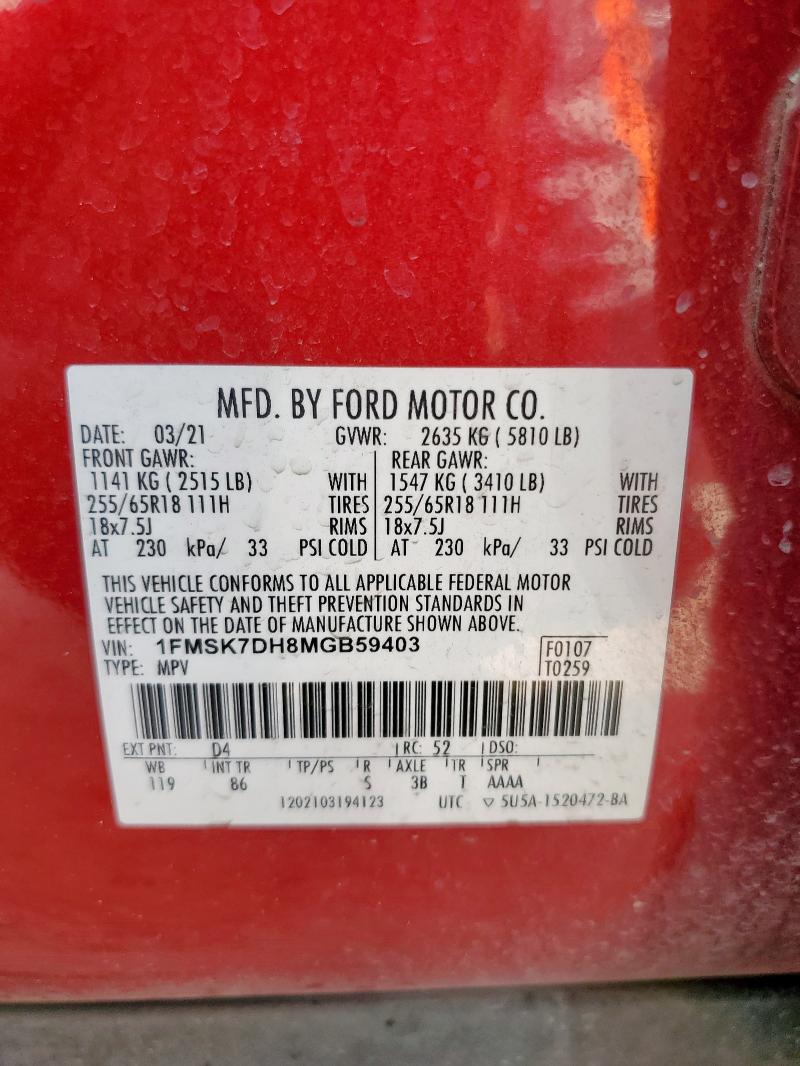 MFD. BY FORD MOTOR CO.
DATE: 03/21 GVWR: 2635 KG ( 5810 LB)
FRONT GAWR: REAR GAWR:
1141 KG ( 2515 LB) WITH 1547 KG ( 3410 LB) WITH
255/65R18 111H TIRES 255/65R18 111H TIRES
18x7.5J RIMS 18x7.5J RIMS
AT 230 kPa/ 33 PSI COLD AT 230 kPa/ 33 PSI COLD
THIS VEHICLE CONFORMS TO ALL APPLICABLE FEDERAL MOTOR
VEHICLE SAFETY AND THEFT PREVENTION STANDARDS IN
EFFECT ON THE DATE OF MANUFACTURE SHOWN ABOVE.
VIN: 1FMSK7DH8MGB59403 F0107
TYPE: MPV T0259
EXT PNT: D4 RC: 52 DSO:
WB INT TR TP/PS R AXLE TR SPR
119 86 S 3B T AAAA
1202103194123 UTC ▽ 5U5A-1520472-BA